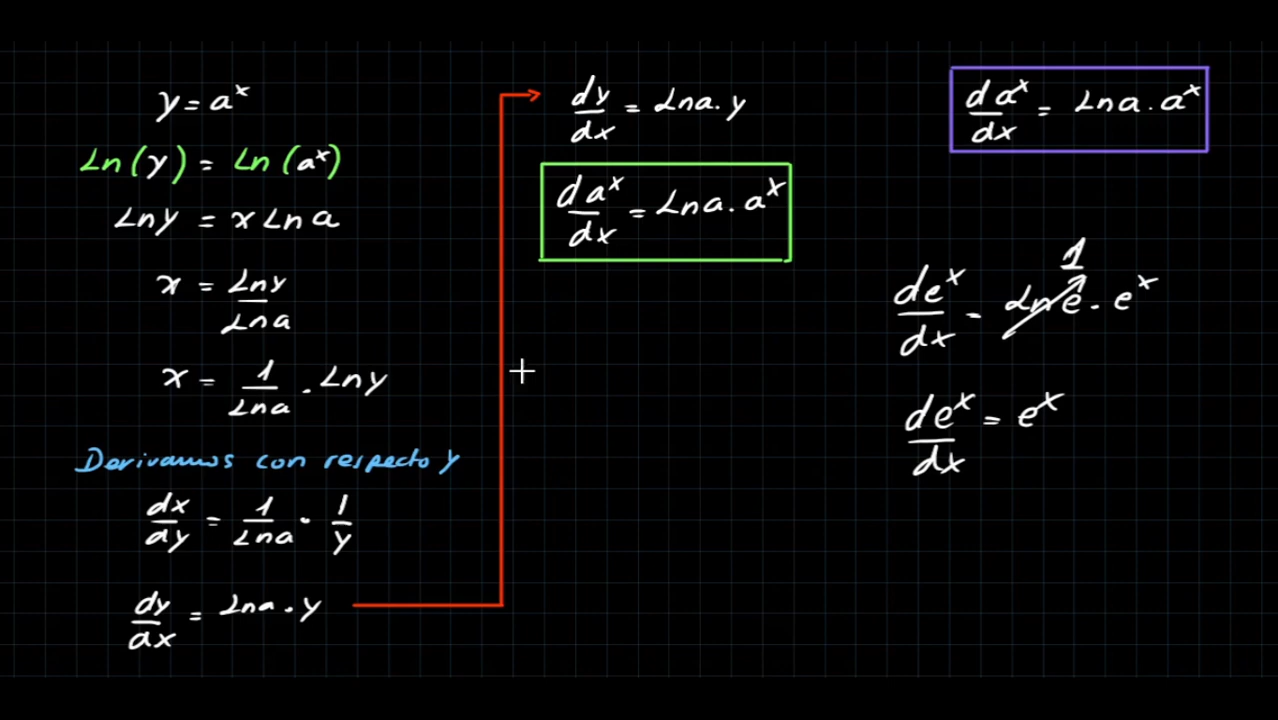 y = a^x
Ln(y) = Ln(a^x)
Lny = x Ln a
x = Lny / Lna
x = 1/Lna . Lny
Derivamos con respecto y
dx/dy = 1/Lna . 1/y
dy/dx = Lna . y
dy/dx = Lna . y
da^x/dx = Lna . a^x
da^x/dx = Lna . a^x
de^x/dx = Ln e . e^x
1
de^x/dx = e^x